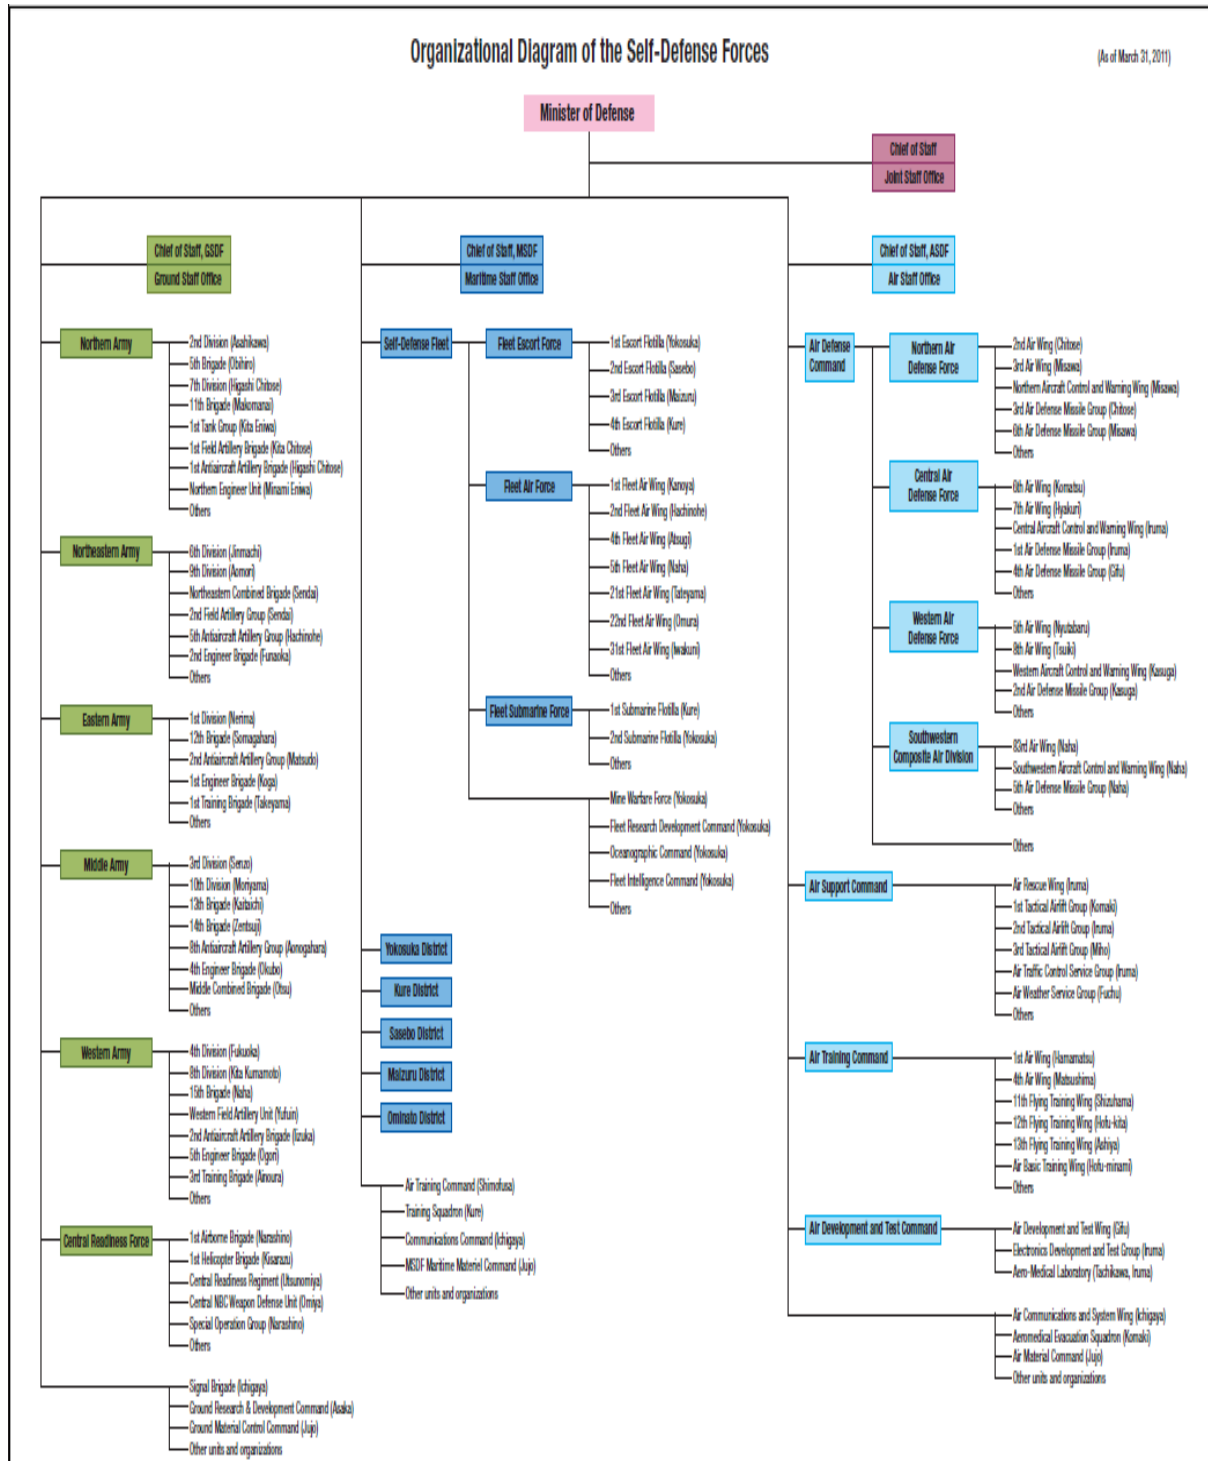 Organizational Diagram of the Self-Defense Forces
(As of March 31, 2011)
Minister of Defense
Chief of Staff
Joint Staff Office
Chief of Staff, GSDF
Ground Staff Office
Northern Army
2nd Division (Asahikawa)
5th Brigade (Obihiro)
7th Division (Higashi Chitose)
11th Brigade (Makomanai)
1st Tank Group (Kita Eniwa)
1st Field Artillery Brigade (Kita Chitose)
1st Antiaircraft Artillery Brigade (Higashi Chitose)
Northern Engineer Unit (Minami Eniwa)
Others
Northeastern Army
6th Division (Jinmachi)
9th Division (Aomori)
Northeastern Combined Brigade (Sendai)
2nd Field Artillery Group (Sendai)
5th Antiaircraft Artillery Group (Hachinohe)
2nd Engineer Brigade (Funaoka)
Others
Eastern Army
1st Division (Nerima)
12th Brigade (Somagahara)
2nd Antiaircraft Artillery Group (Matsudo)
1st Engineer Brigade (Koga)
1st Training Brigade (Takeyama)
Others
Middle Army
3rd Division (Senzo)
10th Division (Moriyama)
13th Brigade (Kaitaichi)
14th Brigade (Zentsuji)
8th Antiaircraft Artillery Group (Aonogahara)
4th Engineer Brigade (Okubo)
Middle Combined Brigade (Otsu)
Others
Western Army
4th Division (Fukuoka)
8th Division (Kita Kumamoto)
15th Brigade (Naha)
Western Field Artillery Unit (Yufuin)
2nd Antiaircraft Artillery Brigade (Iizuka)
5th Engineer Brigade (Ogori)
3rd Training Brigade (Ainoura)
Others
Central Readiness Force
1st Airborne Brigade (Narashino)
1st Helicopter Brigade (Kisarazu)
Central Readiness Regiment (Utsunomiya)
Central NBC Weapon Defense Unit (Omiya)
Special Operation Group (Narashino)
Others
Signal Brigade (Ichigaya)
Ground Research & Development Command (Asaka)
Ground Material Control Command (Jujo)
Other units and organizations
Chief of Staff, MSDF
Maritime Staff Office
Self-Defense Fleet
Fleet Escort Force
1st Escort Flotilla (Yokosuka)
2nd Escort Flotilla (Sasebo)
3rd Escort Flotilla (Maizuru)
4th Escort Flotilla (Kure)
Others
Fleet Air Force
1st Fleet Air Wing (Kanoya)
2nd Fleet Air Wing (Hachinohe)
4th Fleet Air Wing (Atsugi)
5th Fleet Air Wing (Naha)
21st Fleet Air Wing (Tateyama)
22nd Fleet Air Wing (Omura)
31st Fleet Air Wing (Iwakuni)
Others
Fleet Submarine Force
1st Submarine Flotilla (Kure)
2nd Submarine Flotilla (Yokosuka)
Others
Mine Warfare Force (Yokosuka)
Fleet Research Development Command (Yokosuka)
Oceanographic Command (Yokosuka)
Fleet Intelligence Command (Yokosuka)
Others
Yokosuka District
Kure District
Sasebo District
Maizuru District
Ominato District
Air Training Command (Shimofusa)
Training Squadron (Kure)
Communications Command (Ichigaya)
MSDF Maritime Materiel Command (Jujo)
Other units and organizations
Chief of Staff, ASDF
Air Staff Office
Air Defense
Command
Northern Air
Defense Force
2nd Air Wing (Chitose)
3rd Air Wing (Misawa)
Northern Aircraft Control and Warning Wing (Misawa)
3rd Air Defense Missile Group (Chitose)
6th Air Defense Missile Group (Misawa)
Others
Central Air
Defense Force
6th Air Wing (Komatsu)
7th Air Wing (Hyakuri)
Central Aircraft Control and Warning Wing (Iruma)
1st Air Defense Missile Group (Iruma)
4th Air Defense Missile Group (Gifu)
Others
Western Air
Defense Force
5th Air Wing (Nyutabaru)
8th Air Wing (Tsuiki)
Western Aircraft Control and Warning Wing (Kasuga)
2nd Air Defense Missile Group (Kasuga)
Others
Southwestern
Composite Air Division
83rd Air Wing (Naha)
Southwestern Aircraft Control and Warning Wing (Naha)
5th Air Defense Missile Group (Naha)
Others
Others
Air Support Command
Air Rescue Wing (Iruma)
1st Tactical Airlift Group (Komaki)
2nd Tactical Airlift Group (Iruma)
3rd Tactical Airlift Group (Miho)
Air Traffic Control Service Group (Iruma)
Air Weather Service Group (Fuchu)
Others
Air Training Command
1st Air Wing (Hamamatsu)
4th Air Wing (Matsushima)
11th Flying Training Wing (Shizuhama)
12th Flying Training Wing (Hofu-kita)
13th Flying Training Wing (Ashiya)
Air Basic Training Wing (Hofu-minami)
Others
Air Development and Test Command
Air Development and Test Wing (Gifu)
Electronics Development and Test Group (Iruma)
Aero-Medical Laboratory (Tachikawa, Iruma)
Air Communications and System Wing (Ichigaya)
Aeromedical Evacuation Squadron (Komaki)
Air Material Command (Jujo)
Other units and organizations